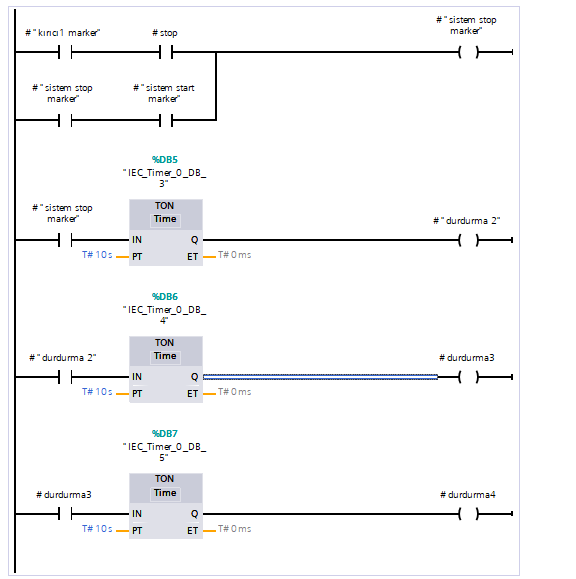 #"sistem stop
marker"
#"kırıcı1 marker"
#stop
#"sistem stop
marker"
#"sistem start
marker"
%DB5
"IEC_Timer_0_DB_
3"
#"sistem stop
marker"
TON
Time
#"durdurma 2"
IN Q
T#10s PT ET T#0ms
%DB6
"IEC_Timer_0_DB_
4"
TON
Time
#"durdurma 2"
#durdurma3
IN Q
T#10s PT ET T#0ms
%DB7
"IEC_Timer_0_DB_
5"
TON
Time
#durdurma3
#durdurma4
IN Q
T#10s PT ET T#0ms